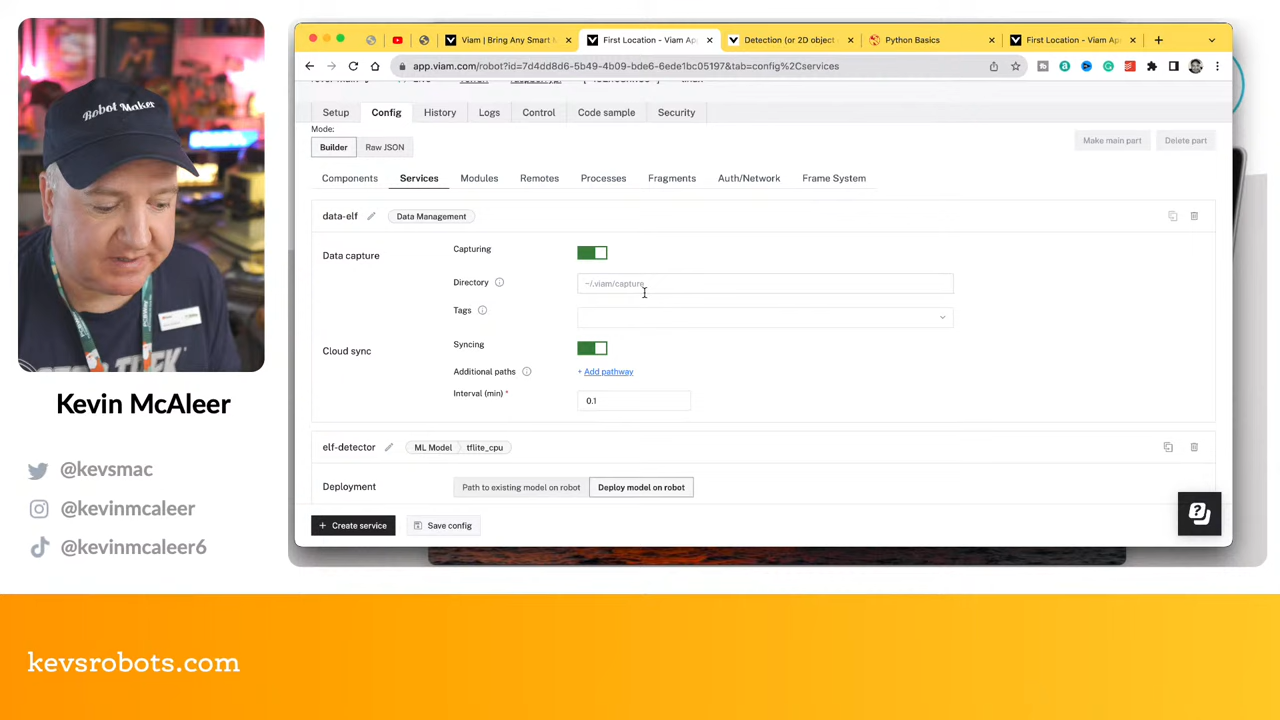 Robot Maker
STAR TREK
Kevin McAleer
@kevsmac
@kevinmcaleer
@kevinmcaleer6
Viam | Bring Any Smart
First Location - Viam Ap
Detection (or 2D object
Python Basics
First Location - Viam App
app.viam.com/robot?id=7d4dd8d6-5b49-4b09-bde6-6ede1bc05197&tab=config%2Cservices
Setup Config History Logs Control Code sample Security
Mode:
Builder Raw JSON
Make main part Delete part
Components Services Modules Remotes Processes Fragments Auth/Network Frame System
data-elf Data Management
Data capture
Capturing
Directory ~/.viam/capture
Tags
Cloud sync
Syncing
Additional paths + Add pathway
Interval (min) * 0.1
elf-detector ML Model tflite_cpu
Deployment Path to existing model on robot Deploy model on robot
+ Create service Save config
kevsrobots.com